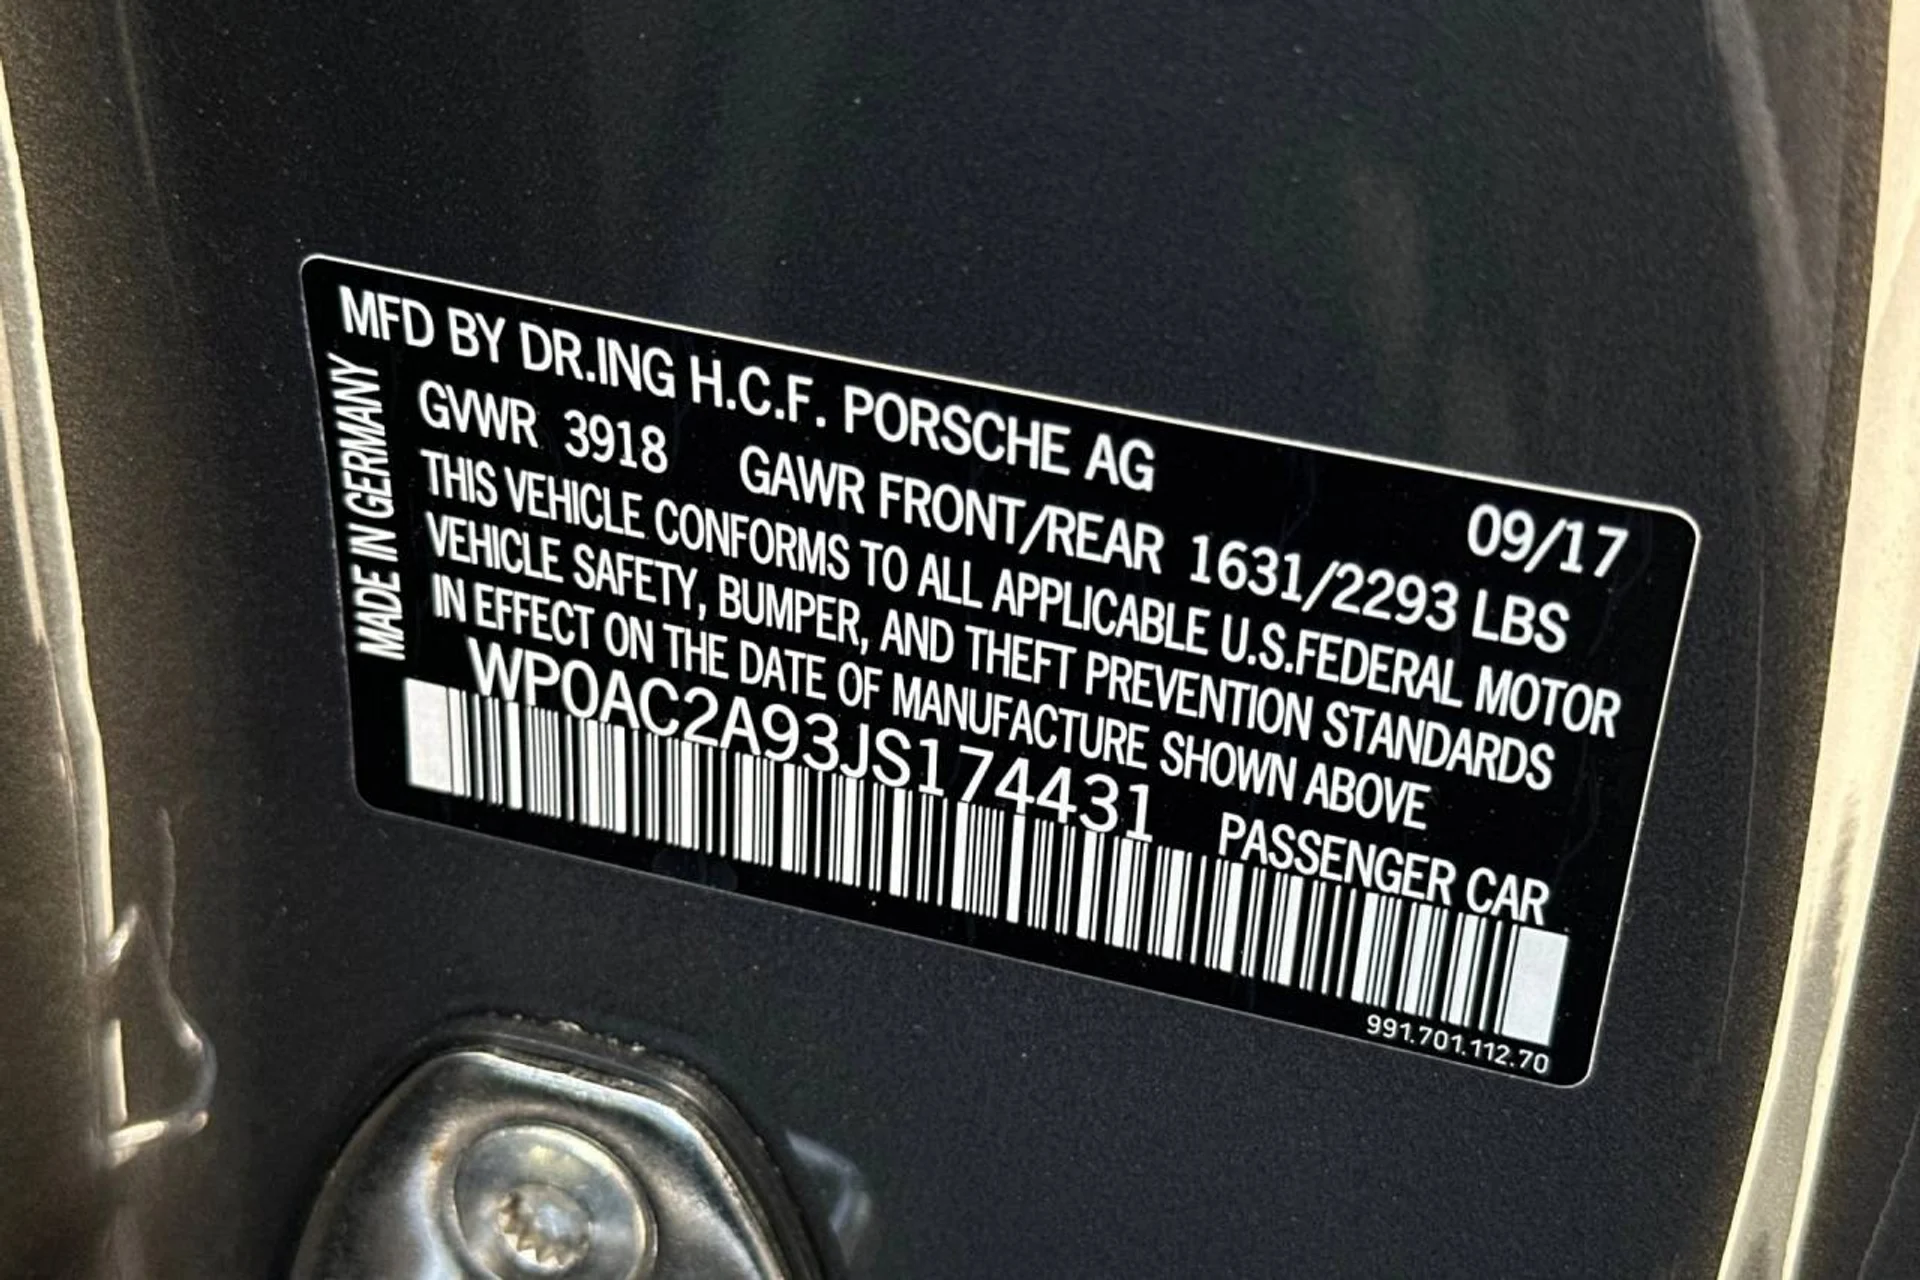 MFD BY DR.ING H.C.F. PORSCHE AG 09/17
GVWR 3918 GAWR FRONT/REAR 1631/2293 LBS
THIS VEHICLE CONFORMS TO ALL APPLICABLE U.S.FEDERAL MOTOR
VEHICLE SAFETY, BUMPER, AND THEFT PREVENTION STANDARDS
IN EFFECT ON THE DATE OF MANUFACTURE SHOWN ABOVE
WP0AC2A93JS174431 PASSENGER CAR
991.701.112.70
MADE IN GERMANY